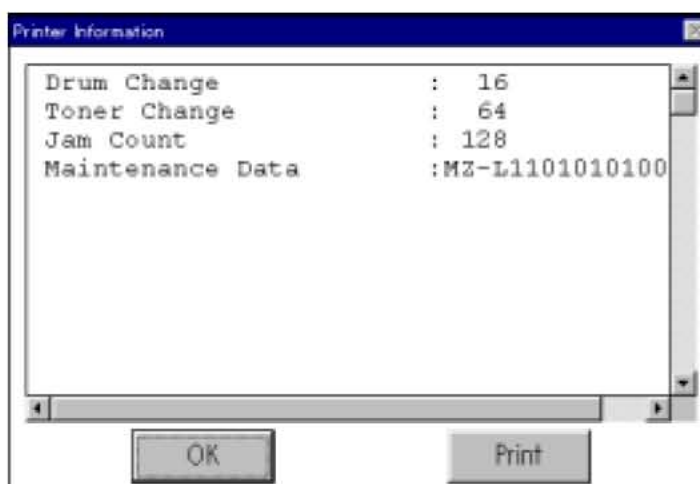 Printer Information
Drum Change : 16
Toner Change : 64
Jam Count : 128
Maintenance Data :MZ-L1101010100
OK
Print